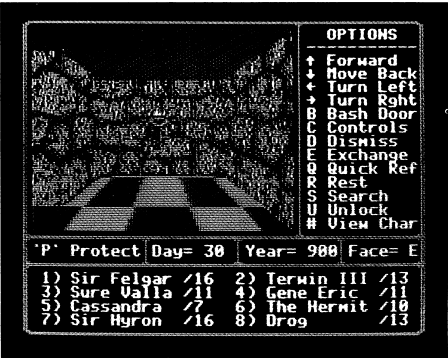 OPTIONS
↑ Forward
↓ Move Back
← Turn Left
→ Turn Rght
B Bash Door
C Controls
D Dismiss
E Exchange
Q Quick Ref
R Rest
S Search
U Unlock
# View Char
'P' Protect Day= 30 Year= 900 Face= E
1) Sir Felgar /16 2) Terwin III /13
3) Sure Valla /11 4) Gene Eric /11
5) Cassandra /7 6) The Hermit /10
7) Sir Hyron /16 8) Drog /13